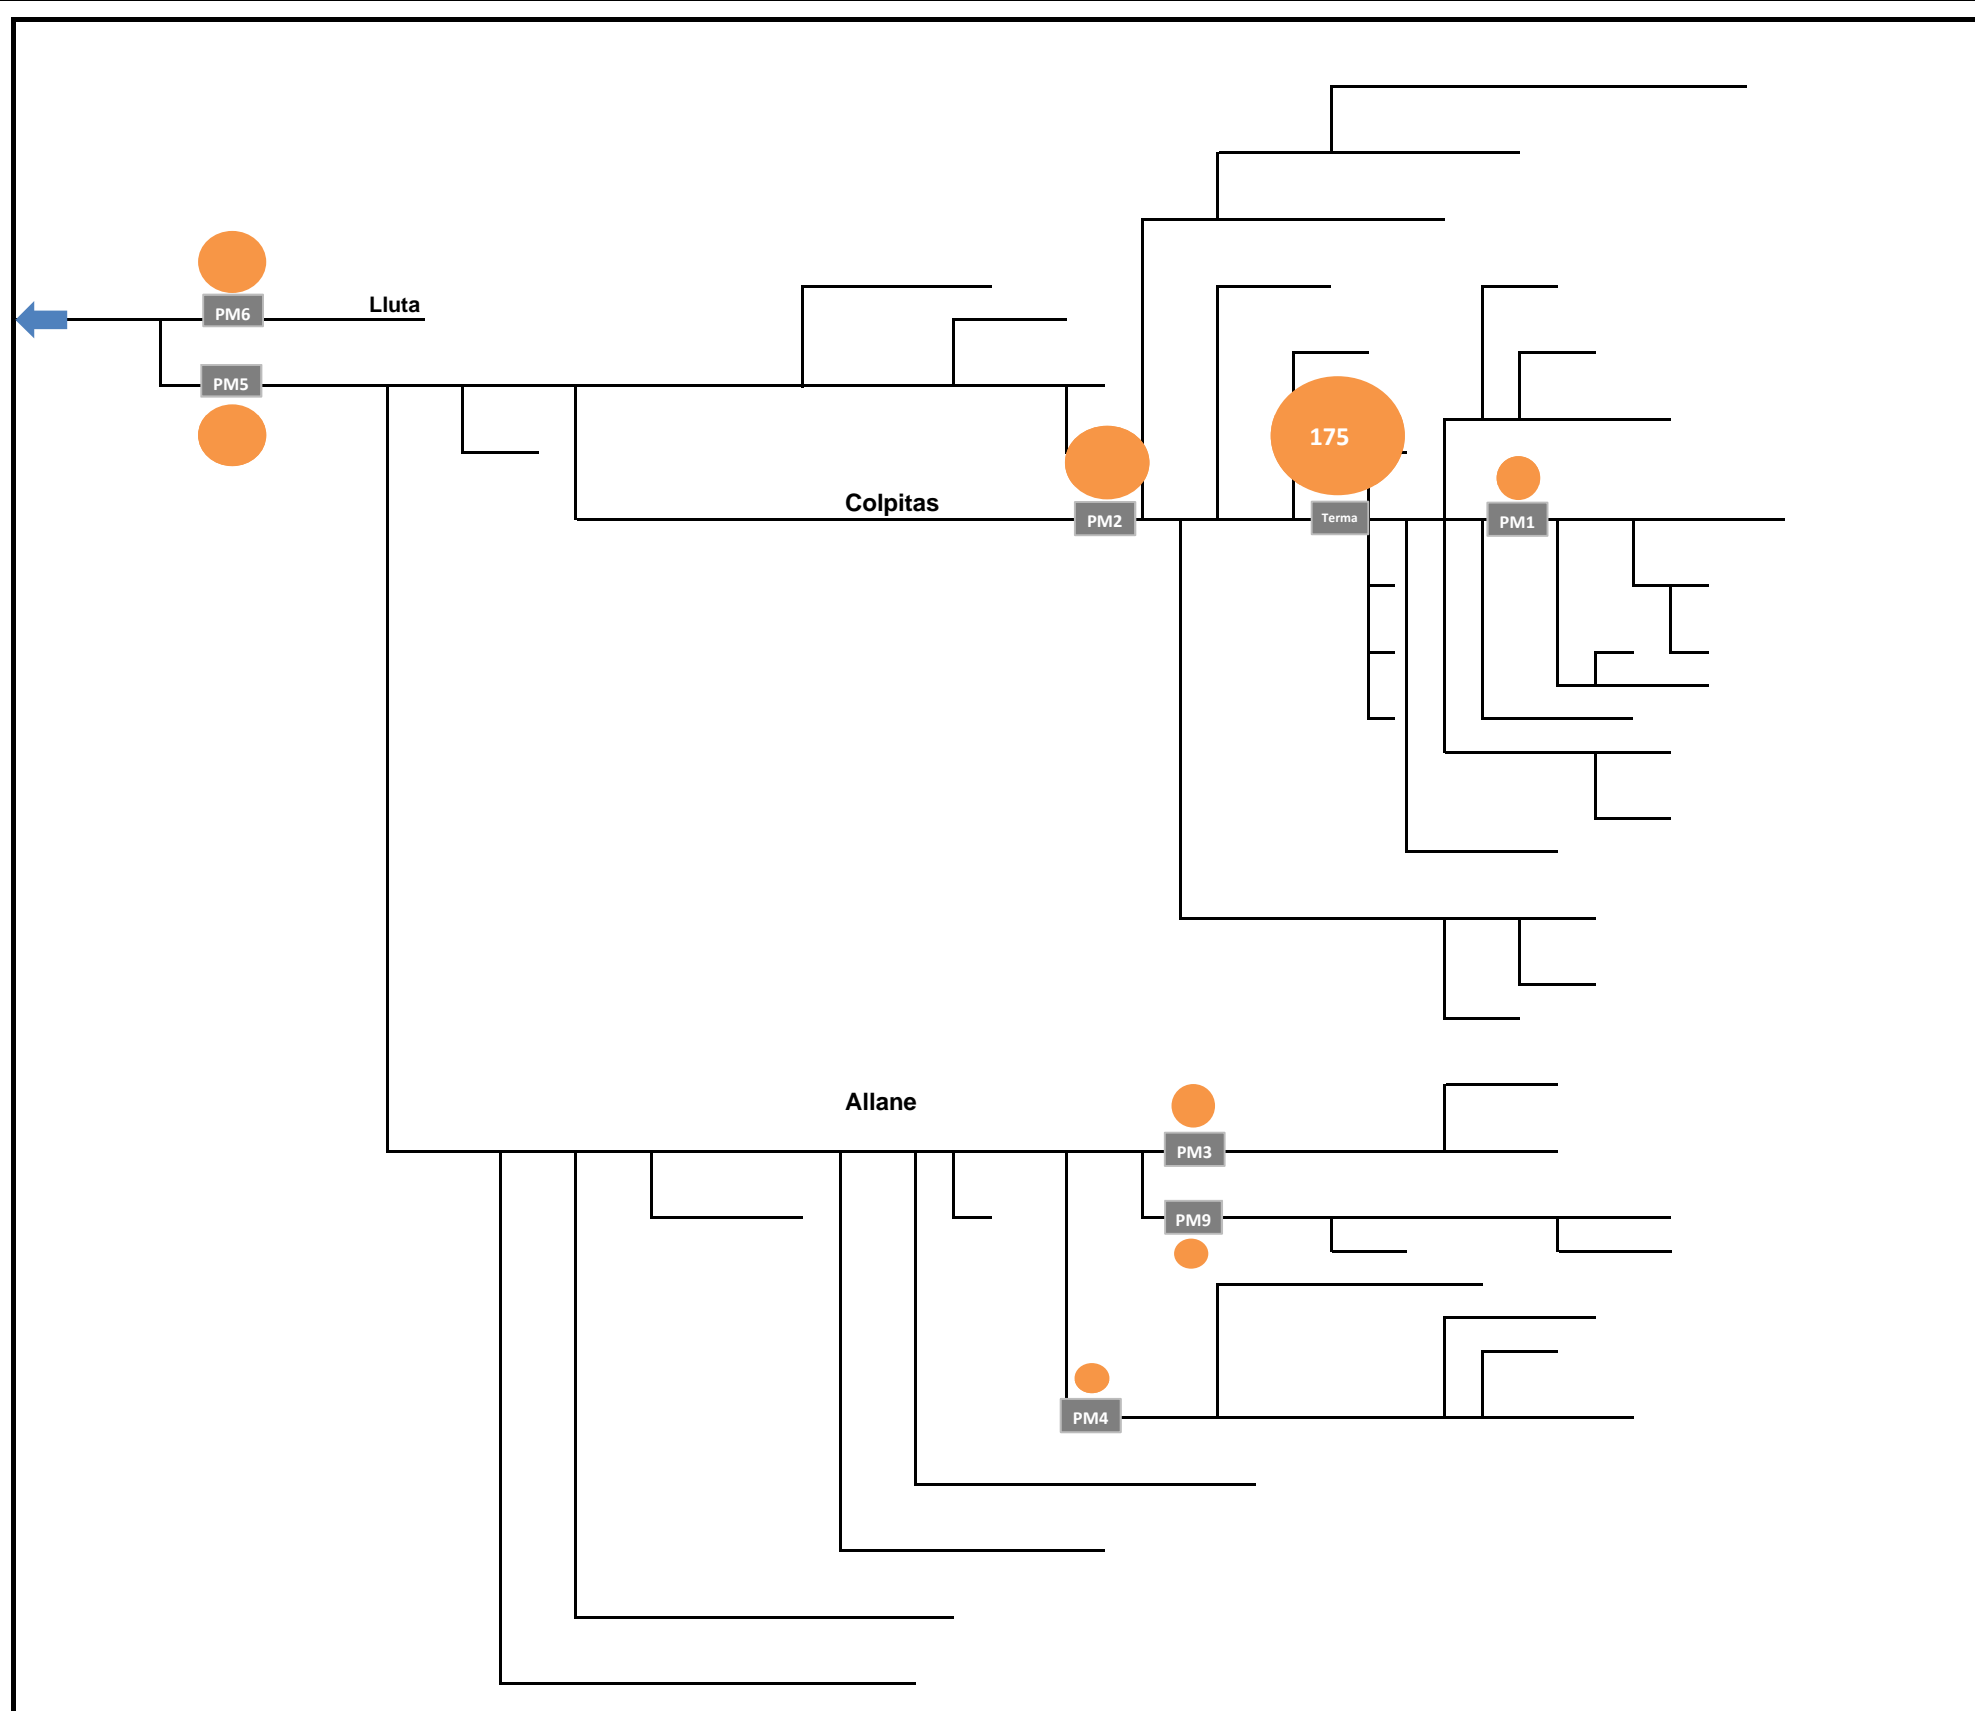 Lluta
PM6
PM5
175
Colpitas
PM2
Terma
PM1
Allane
PM3
PM9
PM4